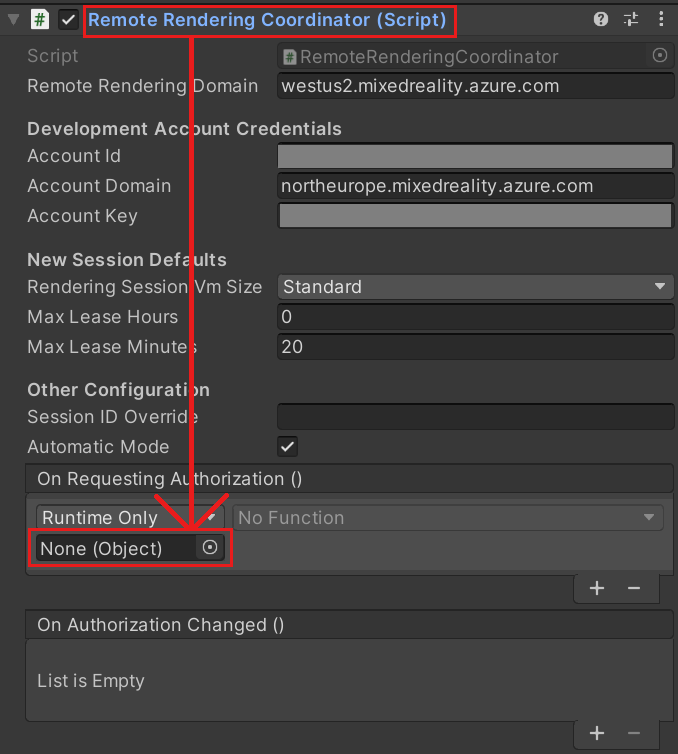 Remote Rendering Coordinator (Script)
Script #RemoteRenderingCoordinator
Remote Rendering Domain westus2.mixedreality.azure.com
Development Account Credentials
Account Id
Account Domain northeurope.mixedreality.azure.com
Account Key
New Session Defaults
Rendering Session Vm Size Standard
Max Lease Hours 0
Max Lease Minutes 20
Other Configuration
Session ID Override
Automatic Mode
On Requesting Authorization ()
Runtime Only No Function
None (Object)
+ −
On Authorization Changed ()
List is Empty
+ −